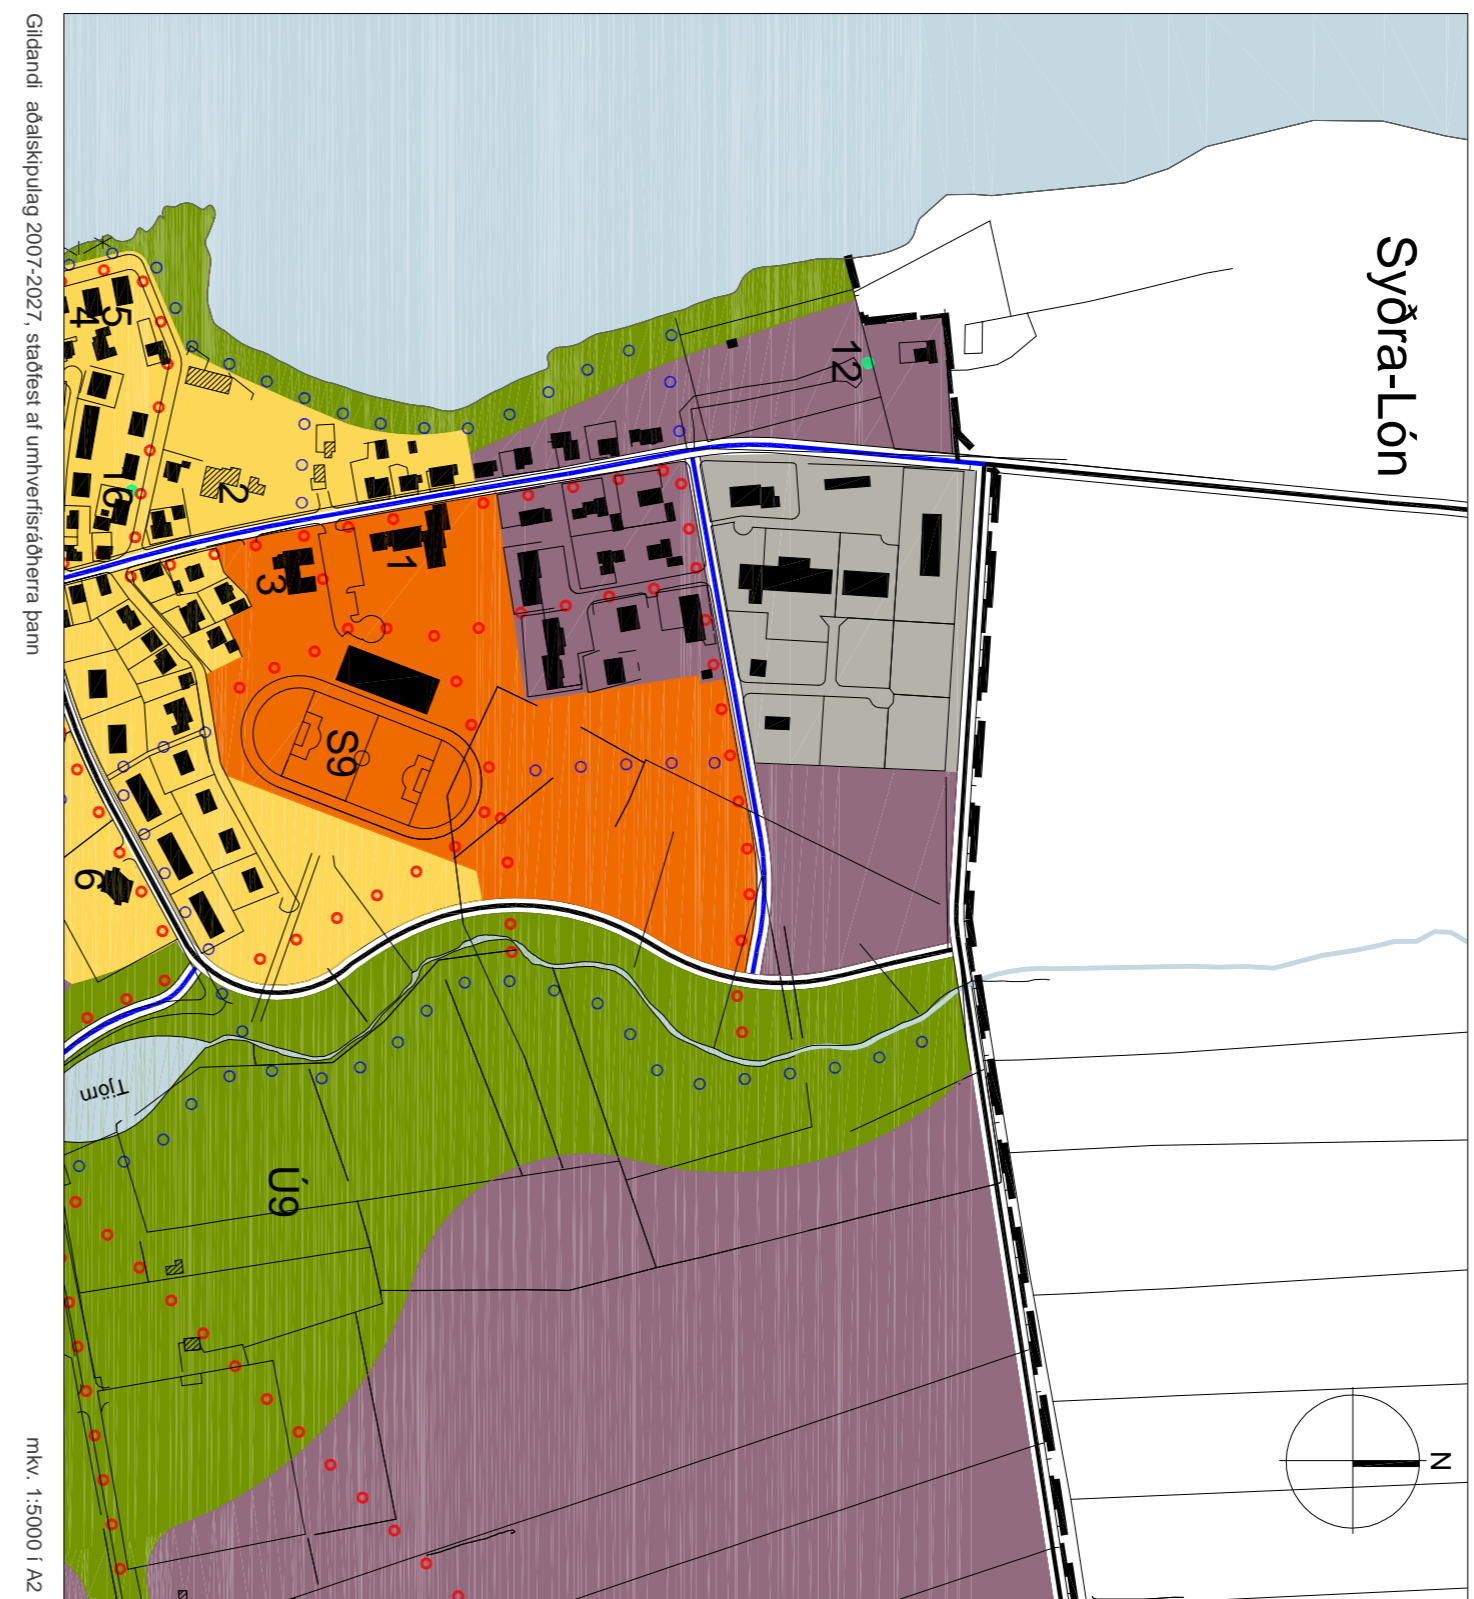 Syðra-Lón
12
5
4
16
2
1
3
S9
6
Tjörn
Ú9
N
Gildandi aðalskipulag 2007-2027, staðfest af umhverfisráðherra þann
mkv. 1:5000 í A2